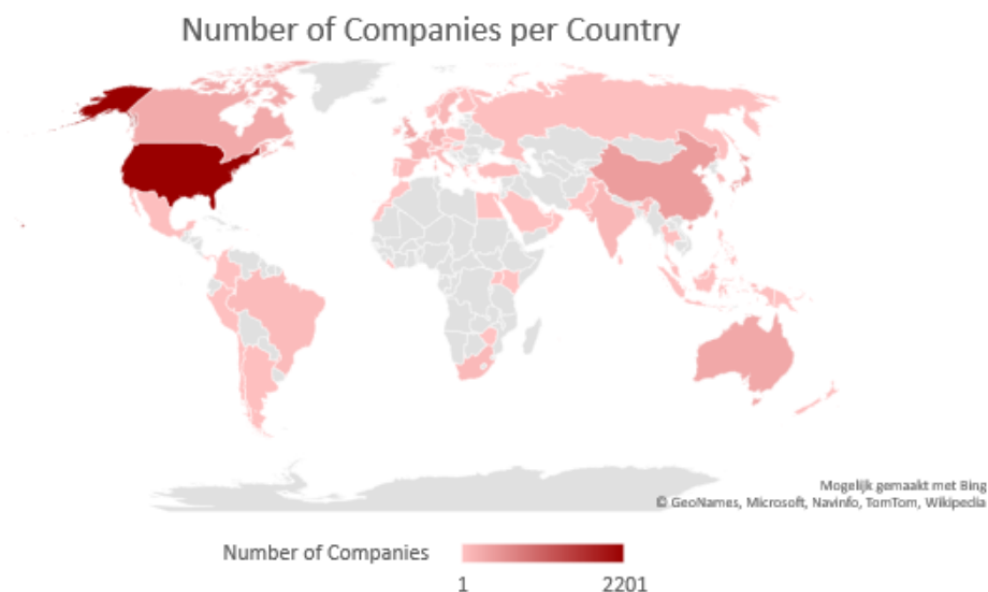 Number of Companies per Country
Mogelijk gemaakt met Bing
© GeoNames, Microsoft, Navinfo, TomTom, Wikipedia
Number of Companies
1
2201